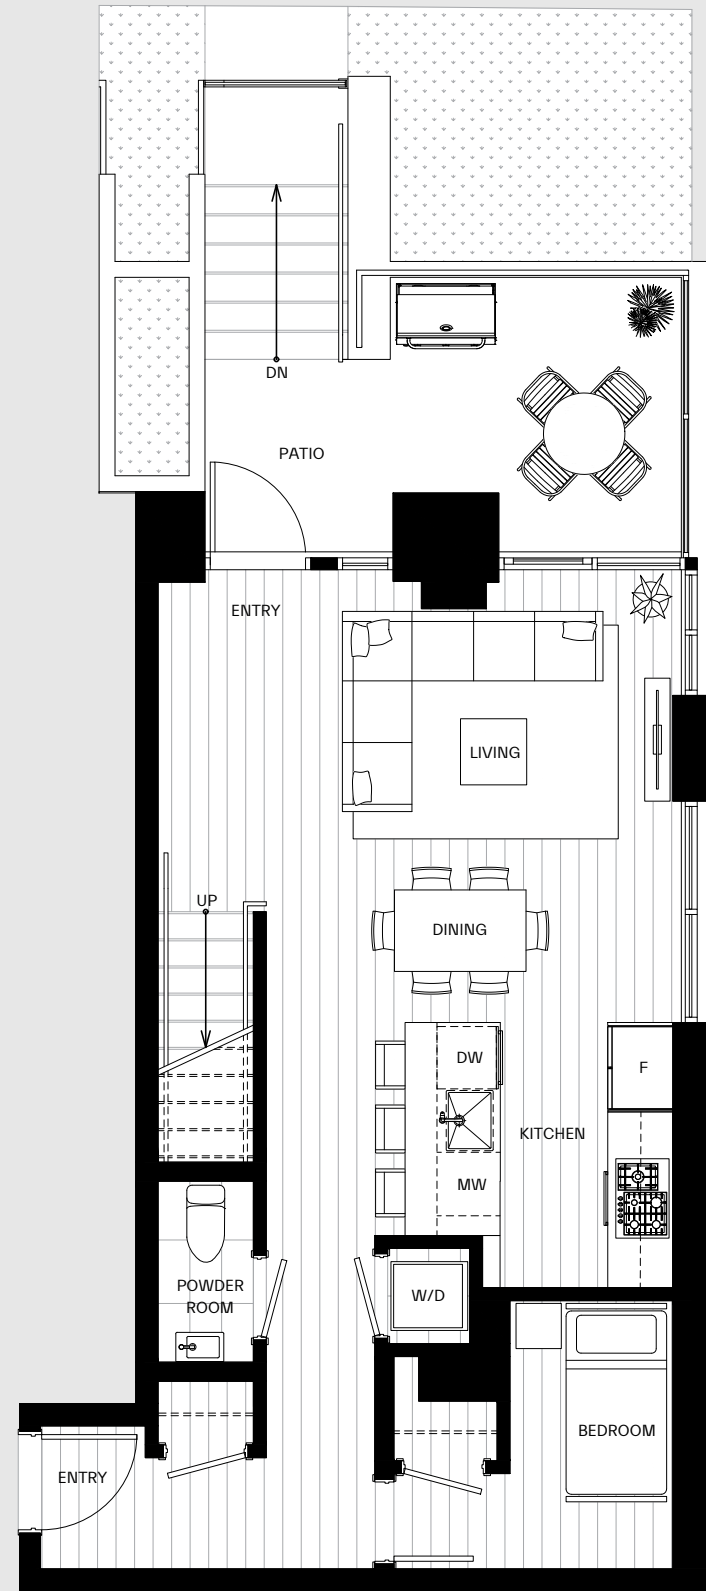 DN
PATIO
ENTRY
LIVING
UP
DINING
DW
F
KITCHEN
MW
POWDER
ROOM
W/D
BEDROOM
ENTRY